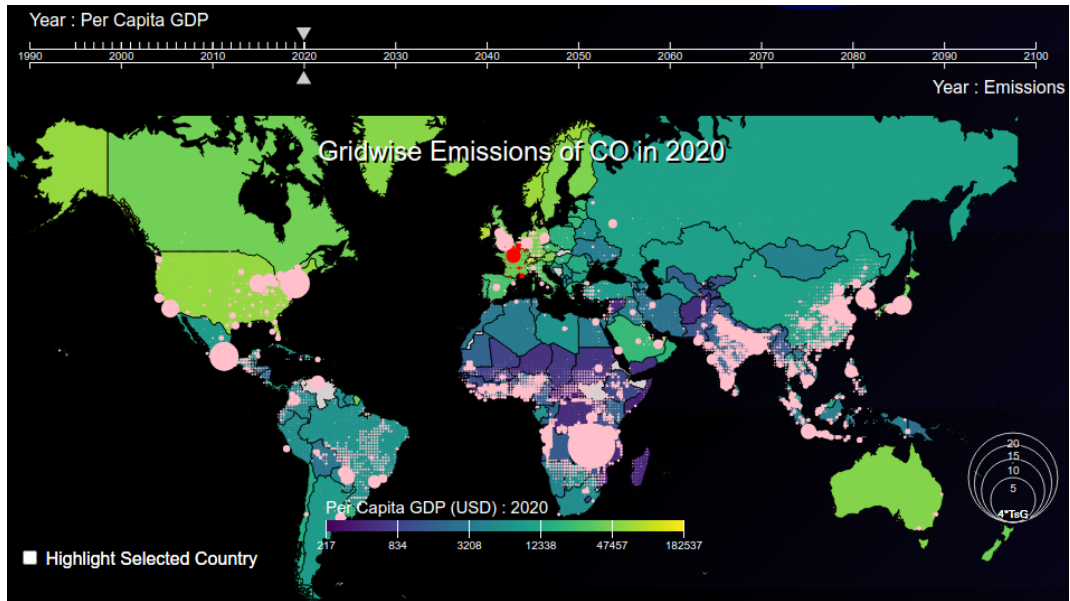 Year : Per Capita GDP
1990 2000 2010 2020 2030 2040 2050 2060 2070 2080 2090 2100
Year : Emissions
Gridwise Emissions of CO in 2020
20
15
10
5
4*TsG
Per Capita GDP (USD) : 2020
217 834 3208 12338 47457 182537
Highlight Selected Country